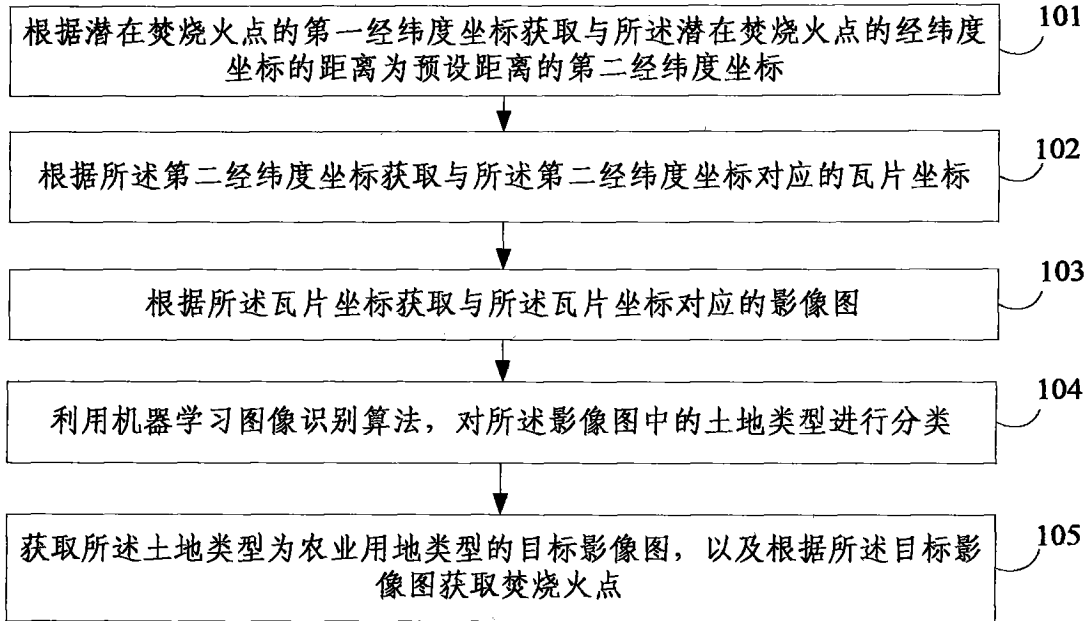 根据潜在焚烧火点的第一经纬度坐标获取与所述潜在焚烧火点的经纬度
坐标的距离为预设距离的第二经纬度坐标
101
根据所述第二经纬度坐标获取与所述第二经纬度坐标对应的瓦片坐标
102
根据所述瓦片坐标获取与所述瓦片坐标对应的影像图
103
利用机器学习图像识别算法，对所述影像图中的土地类型进行分类
104
获取所述土地类型为农业用地类型的目标影像图，以及根据所述目标影
像图获取焚烧火点
105